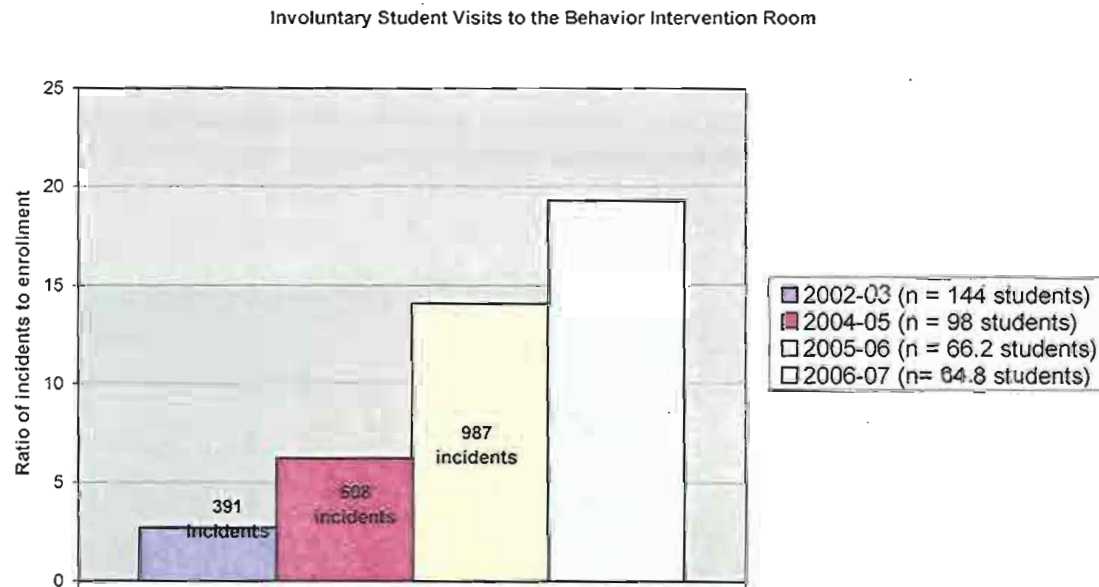 Involuntary Student Visits to the Behavior Intervention Room
25
20
15
10
5
0
Ratio of incidents to enrollment
391
incidents
608
incidents
987
incidents
2002-03 (n = 144 students)
2004-05 (n = 98 students)
2005-06 (n = 66.2 students)
2006-07 (n= 64.8 students)